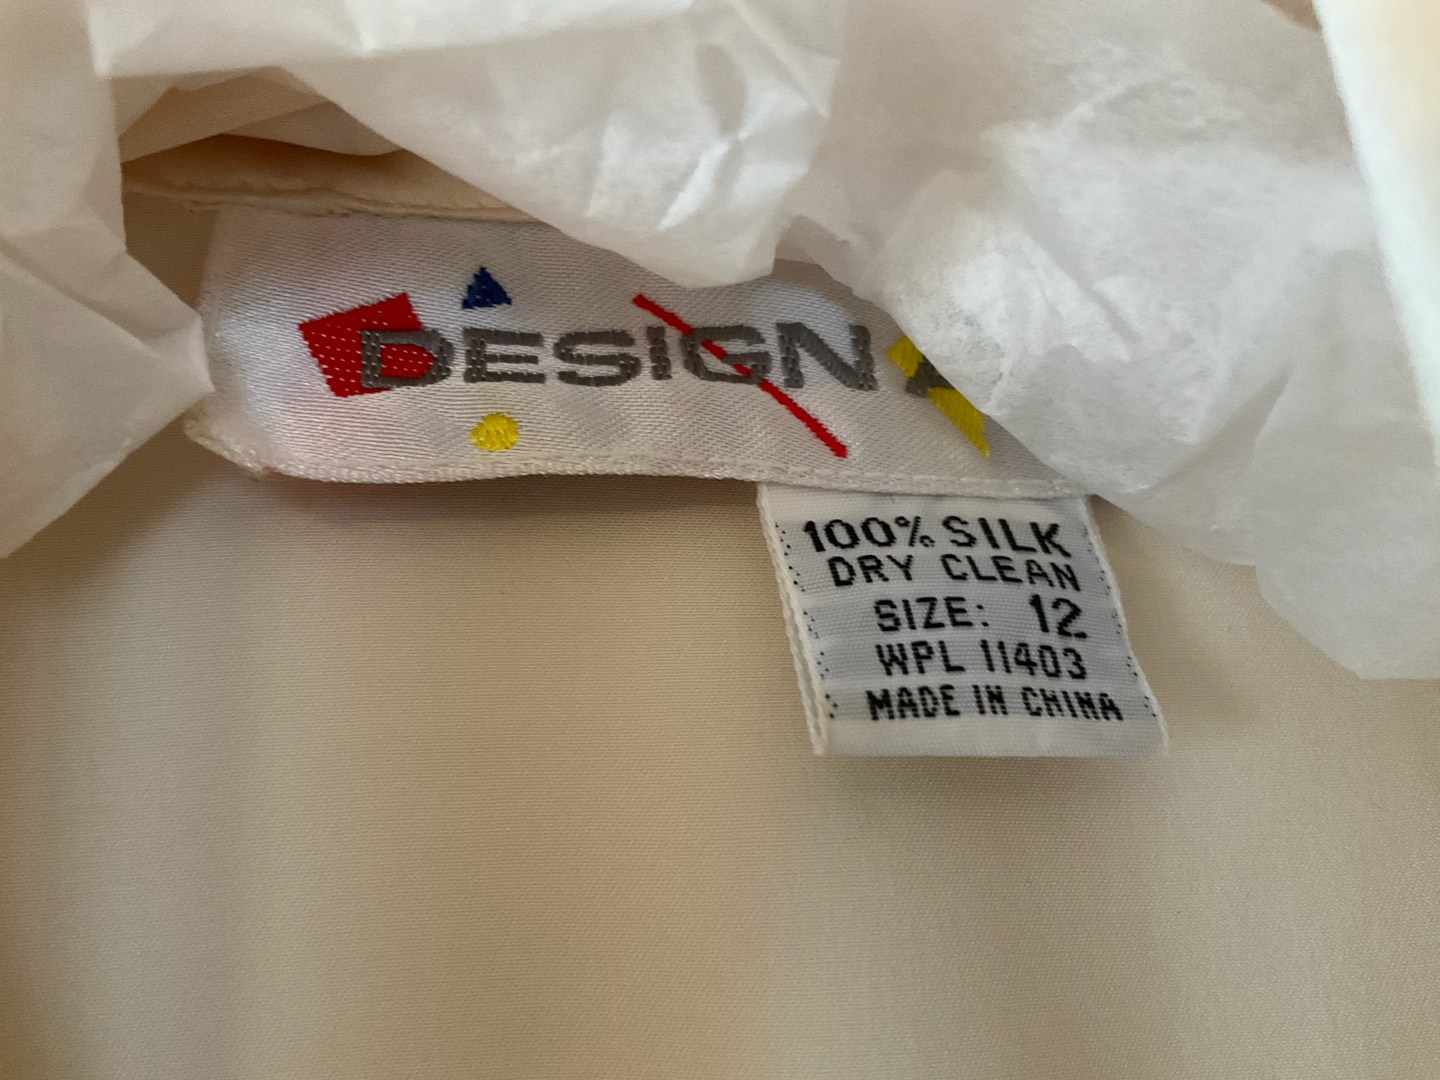 DESIGN
100% SILK
DRY CLEAN
SIZE: 12
WPL 11403
MADE IN CHINA